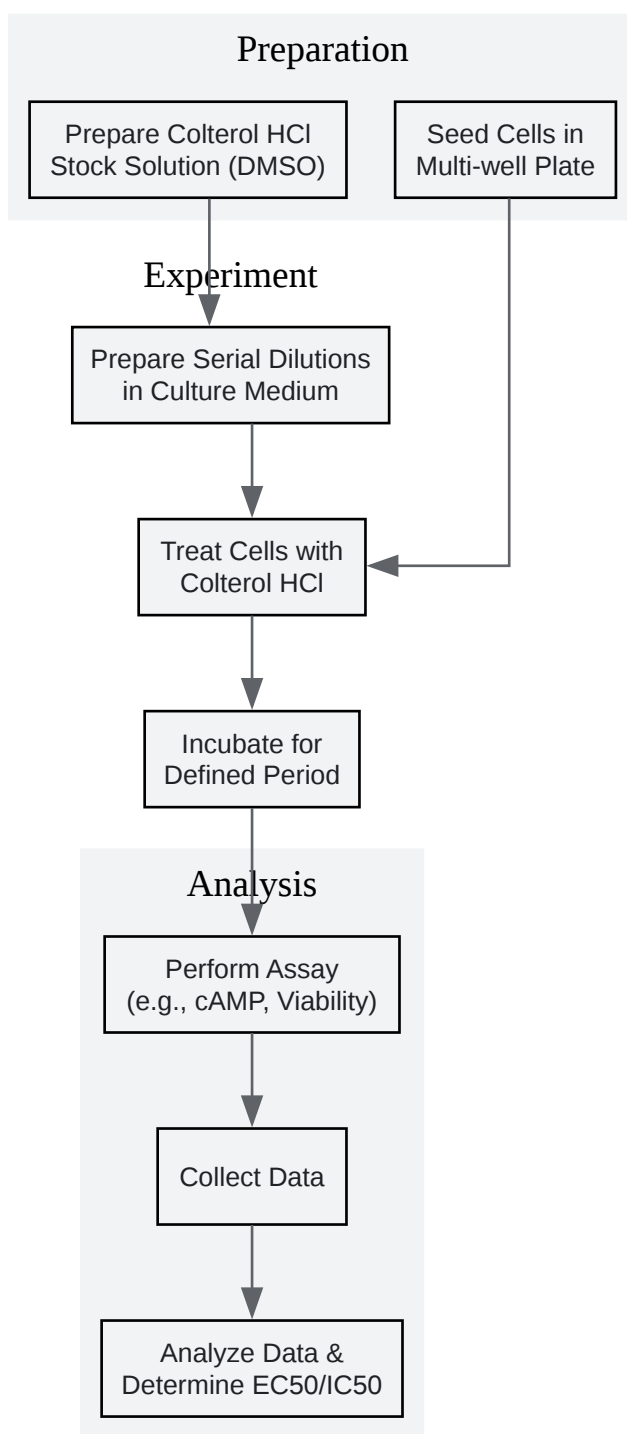 Preparation
Prepare Colterol HCl
Stock Solution (DMSO)
Seed Cells in
Multi-well Plate
Experiment
Prepare Serial Dilutions
in Culture Medium
Treat Cells with
Colterol HCl
Incubate for
Defined Period
Analysis
Perform Assay
(e.g., cAMP, Viability)
Collect Data
Analyze Data &
Determine EC50/IC50